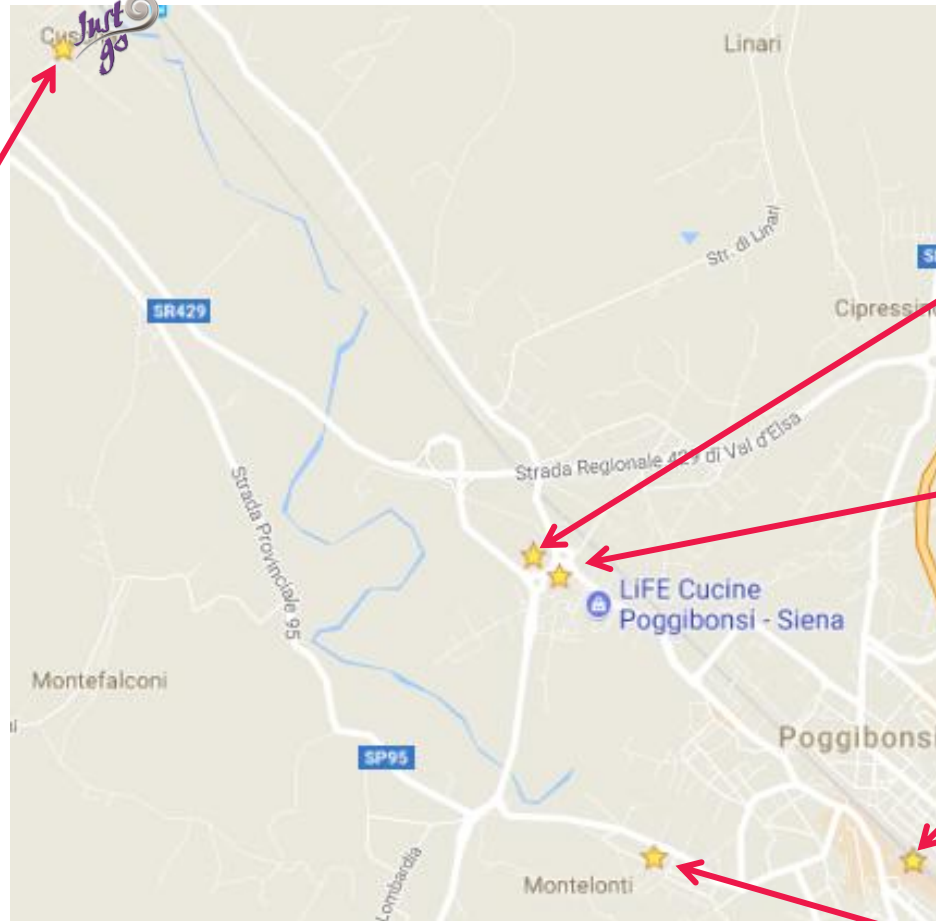 Just
go
Linari
Str. di Linari
SR429
Strada Regionale 429 di Val d'Elsa
Strada Provinciale 95
LiFE Cucine
Poggibonsi - Siena
Montefalconi
Poggibonsi
SP95
Montelonti
Lombardia